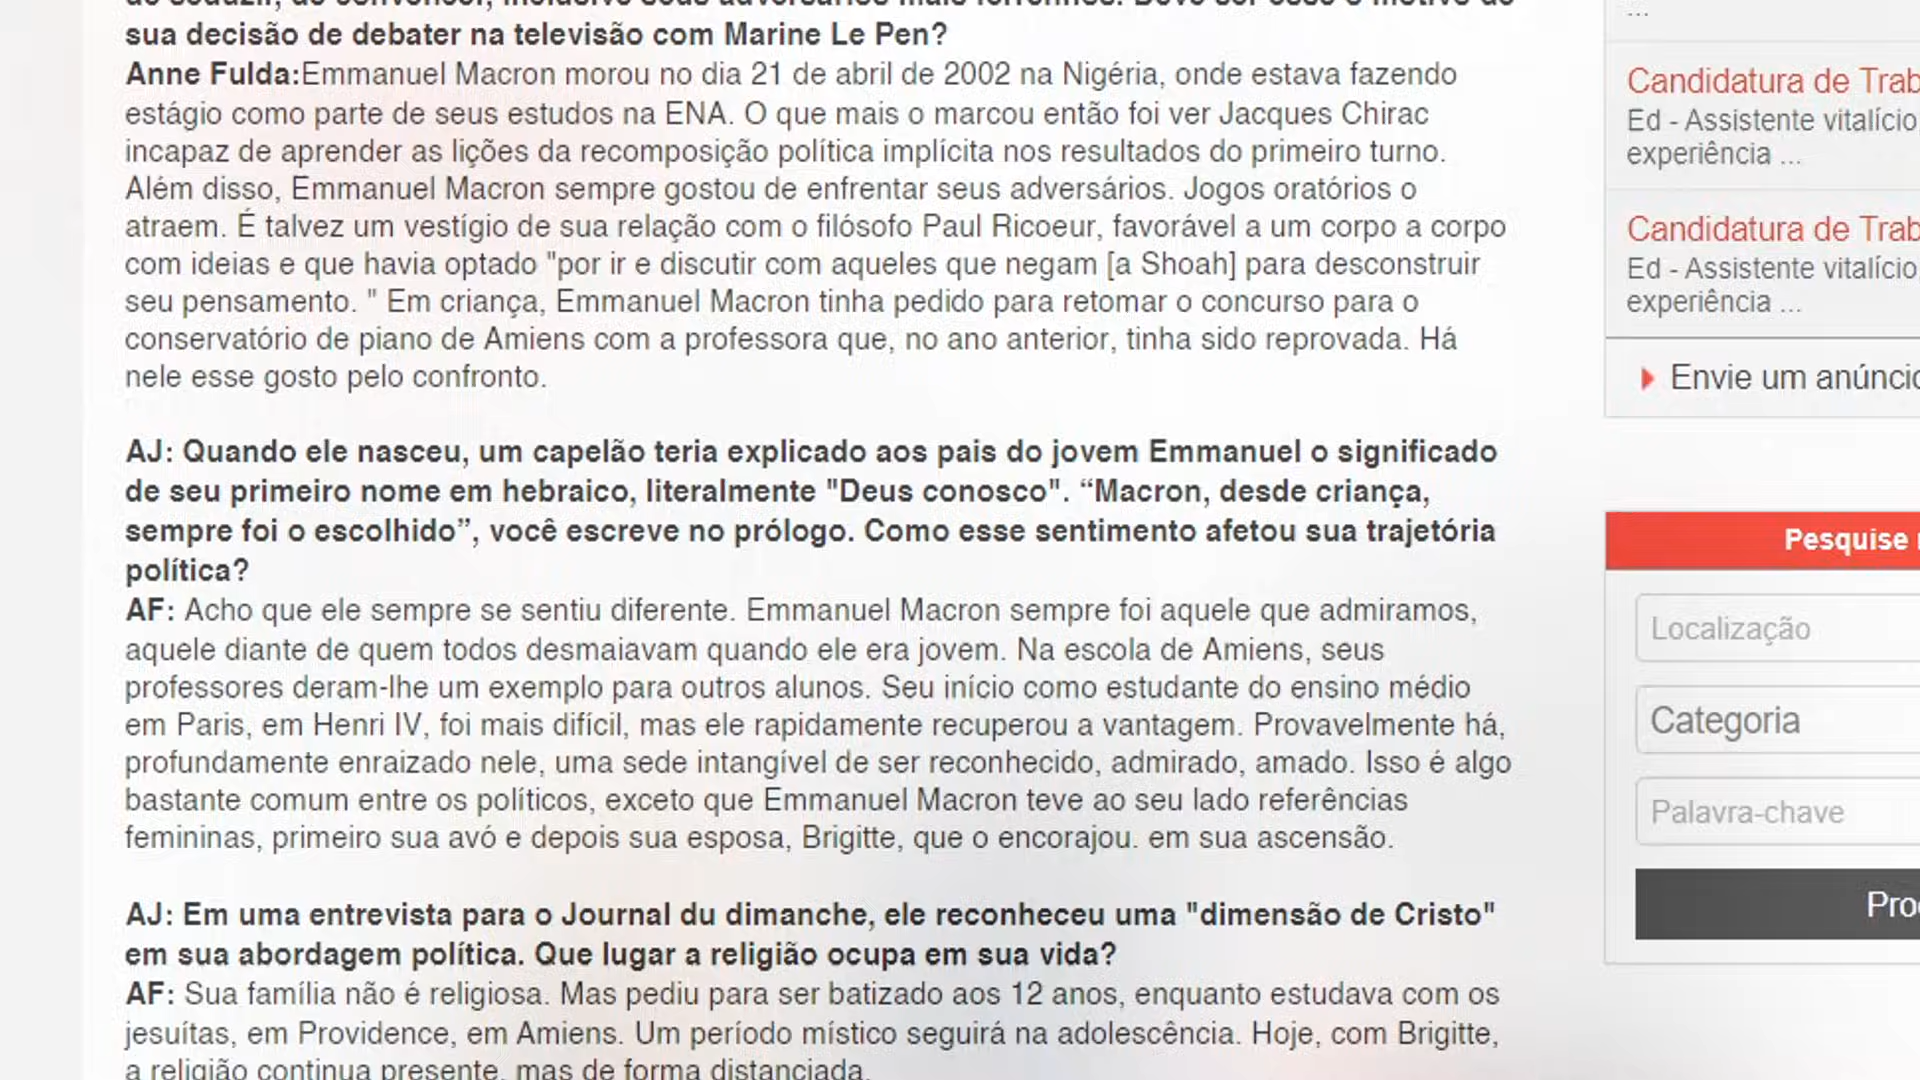 de seduzir, de convencer, inclusive seus adversários mais ferrenhos. Deve ser esse o motivo de
sua decisão de debater na televisão com Marine Le Pen?
Anne Fulda:Emmanuel Macron morou no dia 21 de abril de 2002 na Nigéria, onde estava fazendo
estágio como parte de seus estudos na ENA. O que mais o marcou então foi ver Jacques Chirac
incapaz de aprender as lições da recomposição política implícita nos resultados do primeiro turno.
Além disso, Emmanuel Macron sempre gostou de enfrentar seus adversários. Jogos oratórios o
atraem. É talvez um vestígio de sua relação com o filósofo Paul Ricoeur, favorável a um corpo a corpo
com ideias e que havia optado "por ir e discutir com aqueles que negam [a Shoah] para desconstruir
seu pensamento. " Em criança, Emmanuel Macron tinha pedido para retomar o concurso para o
conservatório de piano de Amiens com a professora que, no ano anterior, tinha sido reprovada. Há
nele esse gosto pelo confronto.
AJ: Quando ele nasceu, um capelão teria explicado aos pais do jovem Emmanuel o significado
de seu primeiro nome em hebraico, literalmente "Deus conosco". “Macron, desde criança,
sempre foi o escolhido”, você escreve no prólogo. Como esse sentimento afetou sua trajetória
política?
AF: Acho que ele sempre se sentiu diferente. Emmanuel Macron sempre foi aquele que admiramos,
aquele diante de quem todos desmaiavam quando ele era jovem. Na escola de Amiens, seus
professores deram-lhe um exemplo para outros alunos. Seu início como estudante do ensino médio
em Paris, em Henri IV, foi mais difícil, mas ele rapidamente recuperou a vantagem. Provavelmente há,
profundamente enraizado nele, uma sede intangível de ser reconhecido, admirado, amado. Isso é algo
bastante comum entre os políticos, exceto que Emmanuel Macron teve ao seu lado referências
femininas, primeiro sua avó e depois sua esposa, Brigitte, que o encorajou. em sua ascensão.
AJ: Em uma entrevista para o Journal du dimanche, ele reconheceu uma "dimensão de Cristo"
em sua abordagem política. Que lugar a religião ocupa em sua vida?
AF: Sua família não é religiosa. Mas pediu para ser batizado aos 12 anos, enquanto estudava com os
jesuítas, em Providence, em Amiens. Um período místico seguirá na adolescência. Hoje, com Brigitte,
a religião continua presente, mas de forma distanciada.
...
Candidatura de Trab
Ed - Assistente vitalício
experiência ...
Candidatura de Trab
Ed - Assistente vitalício
experiência ...
Envie um anúncio
Pesquise
Localização
Categoria
Palavra-chave
Pro